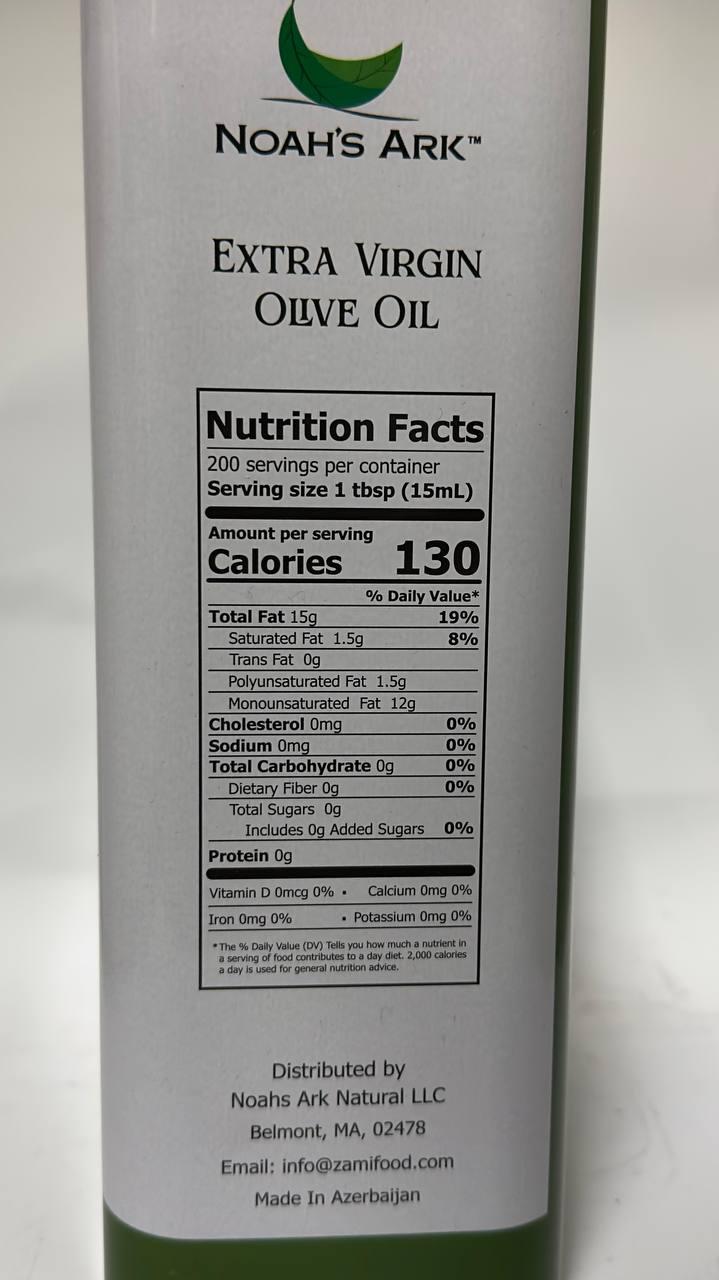 NOAH'S ARK™
EXTRA VIRGIN
OLIVE OIL
Nutrition Facts
200 servings per container
Serving size 1 tbsp (15mL)
Amount per serving
Calories 130
% Daily Value*
Total Fat 15g 19%
Saturated Fat 1.5g 8%
Trans Fat 0g
Polyunsaturated Fat 1.5g
Monounsaturated Fat 12g
Cholesterol 0mg 0%
Sodium 0mg 0%
Total Carbohydrate 0g 0%
Dietary Fiber 0g 0%
Total Sugars 0g
Includes 0g Added Sugars 0%
Protein 0g
Vitamin D 0mcg 0% • Calcium 0mg 0%
Iron 0mg 0% • Potassium 0mg 0%
*The % Daily Value (DV) Tells you how much a nutrient in
a serving of food contributes to a day diet. 2,000 calories
a day is used for general nutrition advice.
Distributed by
Noahs Ark Natural LLC
Belmont, MA, 02478
Email: info@zamifood.com
Made In Azerbaijan